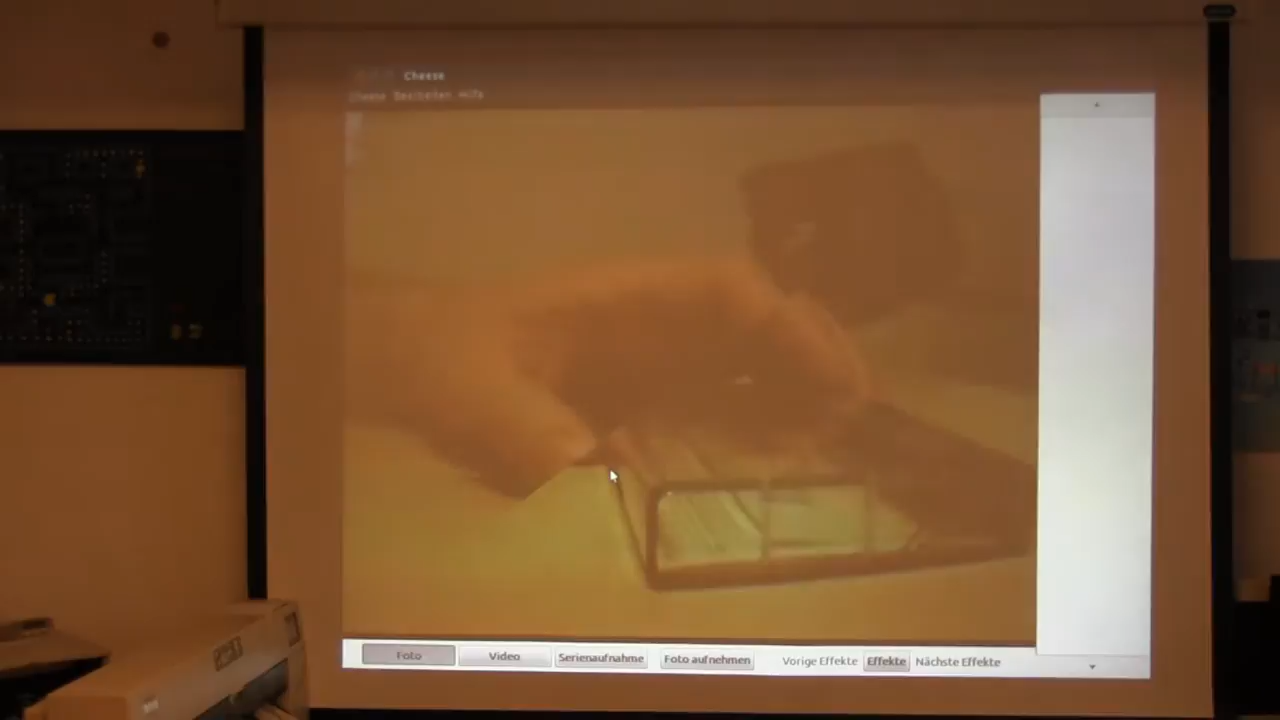 Cheese
Cheese Bearbeiten Hilfe
Foto Video Serienaufnahme Foto aufnehmen Vorige Effekte Effekte Nächste Effekte